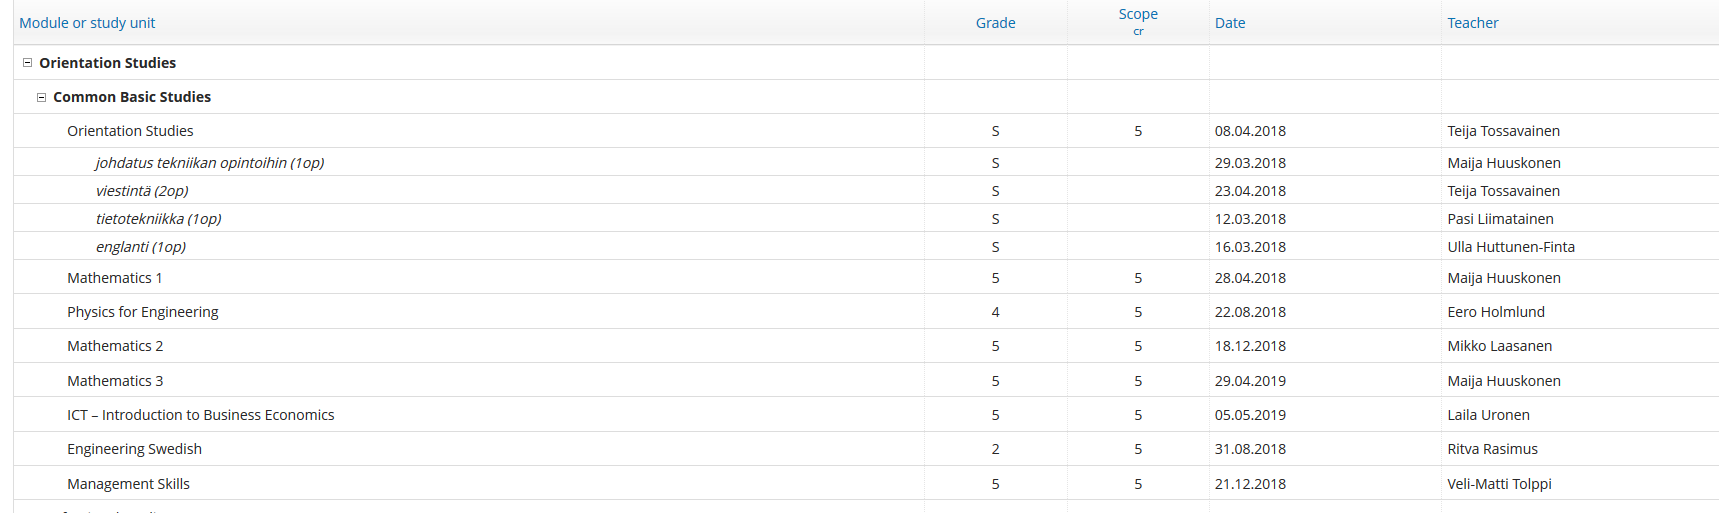 Module or study unit Grade Scope cr Date Teacher
Orientation Studies
Common Basic Studies
Orientation Studies S 5 08.04.2018 Teija Tossavainen
johdatus tekniikan opintoihin (1op) S 29.03.2018 Maija Huuskonen
viestintä (2op) S 23.04.2018 Teija Tossavainen
tietotekniikka (1op) S 12.03.2018 Pasi Liimatainen
englanti (1op) S 16.03.2018 Ulla Huttunen-Finta
Mathematics 1 5 5 28.04.2018 Maija Huuskonen
Physics for Engineering 4 5 22.08.2018 Eero Holmlund
Mathematics 2 5 5 18.12.2018 Mikko Laasanen
Mathematics 3 5 5 29.04.2019 Maija Huuskonen
ICT – Introduction to Business Economics 5 5 05.05.2019 Laila Uronen
Engineering Swedish 2 5 31.08.2018 Ritva Rasimus
Management Skills 5 5 21.12.2018 Veli-Matti Tolppi